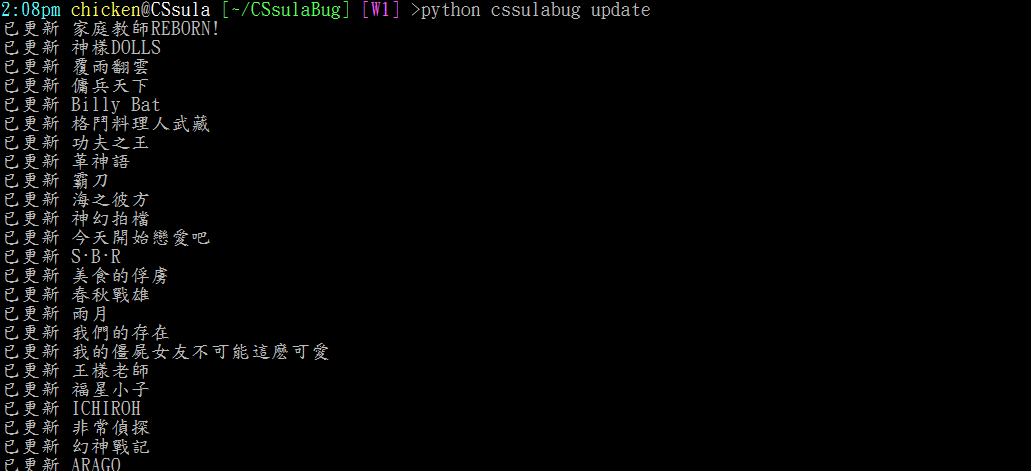 2:08pm chicken@CSsula [~/CSsulaBug] [W1] >python cssulabug update
已更新 家庭教師REBORN!
已更新 神樣DOLLS
已更新 覆雨翻雲
已更新 傭兵天下
已更新 Billy Bat
已更新 格鬥料理人武藏
已更新 功夫之王
已更新 革神語
已更新 霸刀
已更新 海之彼方
已更新 神幻拍檔
已更新 今天開始戀愛吧
已更新 S·B·R
已更新 美食的俘虜
已更新 春秋戰雄
已更新 雨月
已更新 我們的存在
已更新 我的僵屍女友不可能這麼可愛
已更新 王樣老師
已更新 福星小子
已更新 ICHIROH
已更新 非常偵探
已更新 幻神戰記
已更新 ARAGO